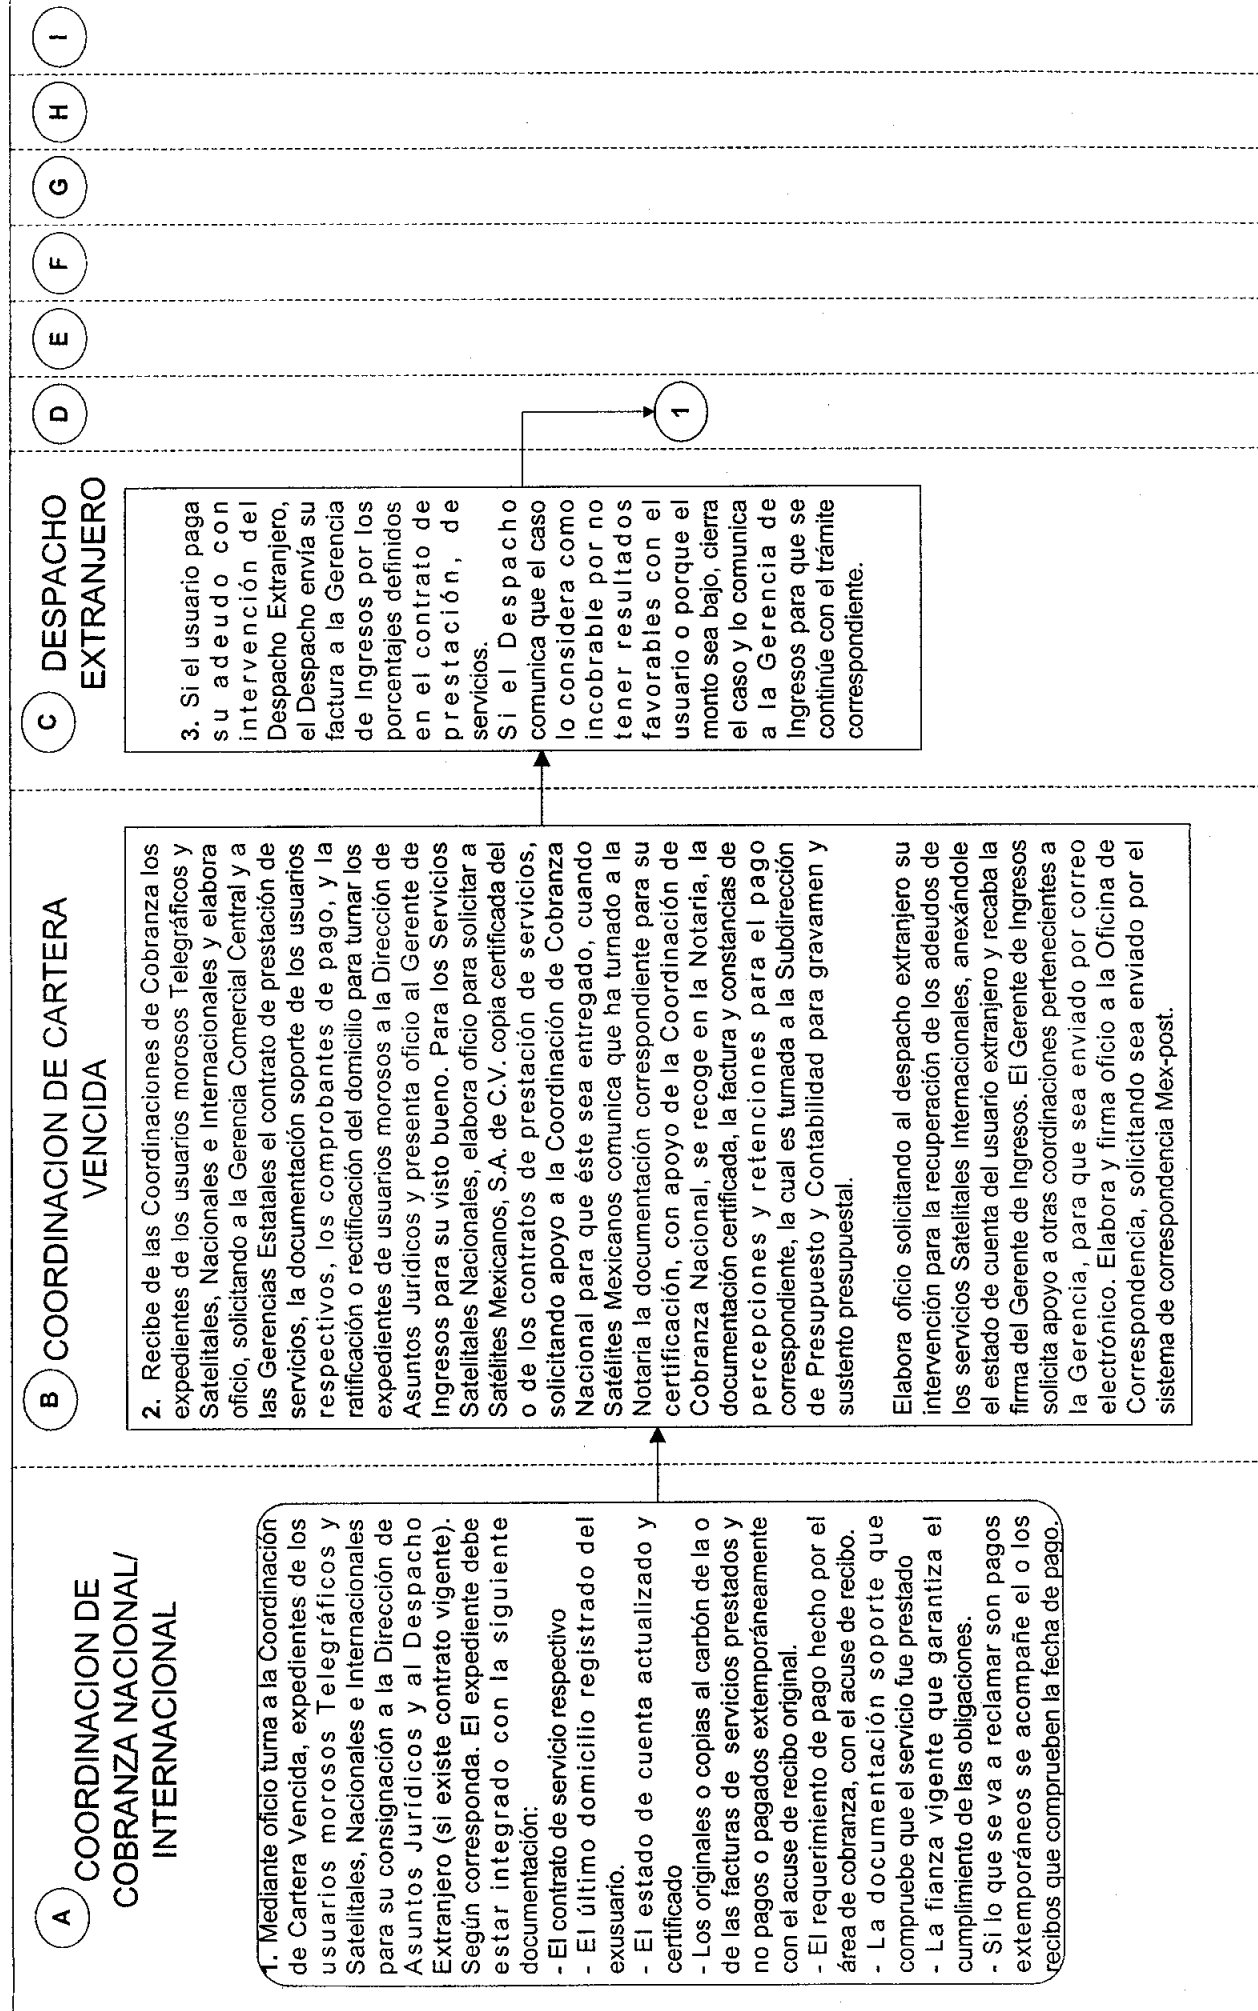 A
COORDINACION DE
COBRANZA NACIONAL/
INTERNACIONAL
1. Mediante oficio turna a la Coordinación
de Cartera Vencida, expedientes de los
usuarios morosos Telegráficos y
Satelitales, Nacionales e Internacionales
para su consignación a la Dirección de
Asuntos Jurídicos y al Despacho
Extranjero (si existe contrato vigente).
Según corresponda. El expediente debe
estar integrado con la siguiente
documentación:
- El contrato de servicio respectivo
- El último domicilio registrado del
exusuario.
- El estado de cuenta actualizado y
certificado
- Los originales o copias al carbón de la o
de las facturas de servicios prestados y
no pagos o pagados extemporáneamente
con el acuse de recibo original.
- El requerimiento de pago hecho por el
área de cobranza, con el acuse de recibo.
- La documentación soporte que
compruebe que el servicio fue prestado
- La fianza vigente que garantiza el
cumplimiento de las obligaciones.
- Si lo que se va a reclamar son pagos
extemporáneos se acompañe el o los
recibos que comprueben la fecha de pago.
B
COORDINACION DE CARTERA
VENCIDA
2. Recibe de las Coordinaciones de Cobranza los
expedientes de los usuarios morosos Telegráficos y
Satelitales, Nacionales e Internacionales y elabora
oficio, solicitando a la Gerencia Comercial Central y a
las Gerencias Estatales el contrato de prestación de
servicios, la documentación soporte de los usuarios
respectivos, los comprobantes de pago, y la
ratificación o rectificación del domicilio para turnar los
expedientes de usuarios morosos a la Dirección de
Asuntos Jurídicos y presenta oficio al Gerente de
Ingresos para su visto bueno. Para los Servicios
Satelitales Nacionales, elabora oficio para solicitar a
Satélites Mexicanos, S.A. de C.V. copia certificada del
o de los contratos de prestación de servicios,
solicitando apoyo a la Coordinación de Cobranza
Nacional para que éste sea entregado, cuando
Satélites Mexicanos comunica que ha turnado a la
Notaria la documentación correspondiente para su
certificación, con apoyo de la Coordinación de
Cobranza Nacional, se recoge en la Notaría, la
documentación certificada, la factura y constancias de
percepciones y retenciones para el pago
correspondiente, la cual es turnada a la Subdirección
de Presupuesto y Contabilidad para gravamen y
sustento presupuestal.
Elabora oficio solicitando al despacho extranjero su
intervención para la recuperación de los adeudos de
los servicios Satelitales Internacionales, anexándole
el estado de cuenta del usuario extranjero y recaba la
firma del Gerente de Ingresos. El Gerente de Ingresos
solicita apoyo a otras coordinaciones pertenecientes a
la Gerencia, para que sea enviado por correo
electrónico. Elabora y firma oficio a la Oficina de
Correspondencia, solicitando sea enviado por el
sistema de correspondencia Mex-post.
C
DESPACHO
EXTRANJERO
3. Si el usuario paga
su adeudo con
intervención del
Despacho Extranjero,
el Despacho envía su
factura a la Gerencia
de Ingresos por los
porcentajes definidos
en el contrato de
prestación, de
servicios.
Si el Despacho
comunica que el caso
lo considera como
incobrable por no
tener resultados
favorables con el
usuario o porque el
monto sea bajo, cierra
el caso y lo comunica
a la Gerencia de
Ingresos para que se
continúe con el trámite
correspondiente.
D
1
E
F
G
H
I